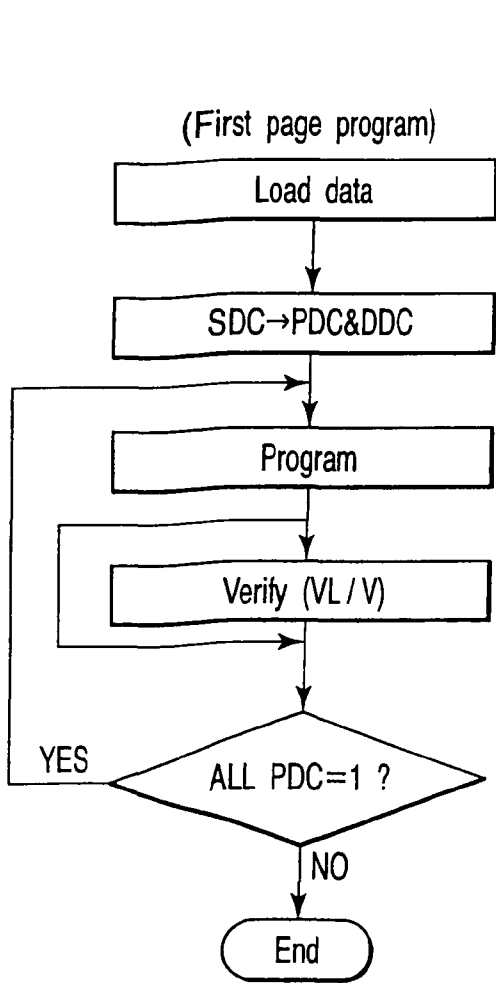 (First page program)
Load data
SDC→PDC&DDC
Program
Verify (VL / V)
YES
ALL PDC=1 ?
NO
End